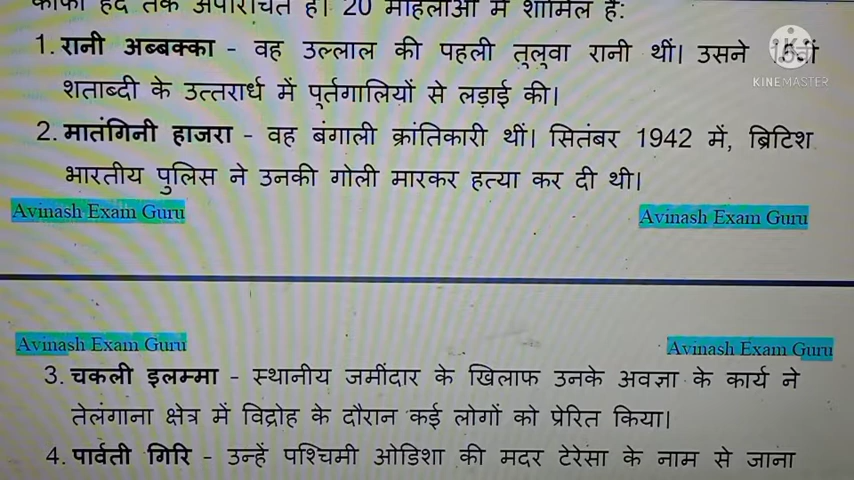 काफी हद तक अपरिचित हैं। 20 महिलाओं में शामिल हैं:
1. रानी अब्बक्का - वह उल्लाल की पहली तुलुवा रानी थीं। उसने
KINEMASTER
शताब्दी के उत्तरार्ध में पुर्तगालियों से लड़ाई की।
2. मातंगिनी हाजरा - वह बंगाली क्रांतिकारी थीं। सितंबर 1942 में, ब्रिटिश
भारतीय पुलिस ने उनकी गोली मारकर हत्या कर दी थी।
Avinash Exam Guru
Avinash Exam Guru
Avinash Exam Guru
Avinash Exam Guru
3. चकली इलम्मा - स्थानीय जमींदार के खिलाफ उनके अवज्ञा के कार्य ने
तेलंगाना क्षेत्र में विद्रोह के दौरान कई लोगों को प्रेरित किया।
4. पार्वती गिरि - उन्हें पश्चिमी ओडिशा की मदर टेरेसा के नाम से जाना